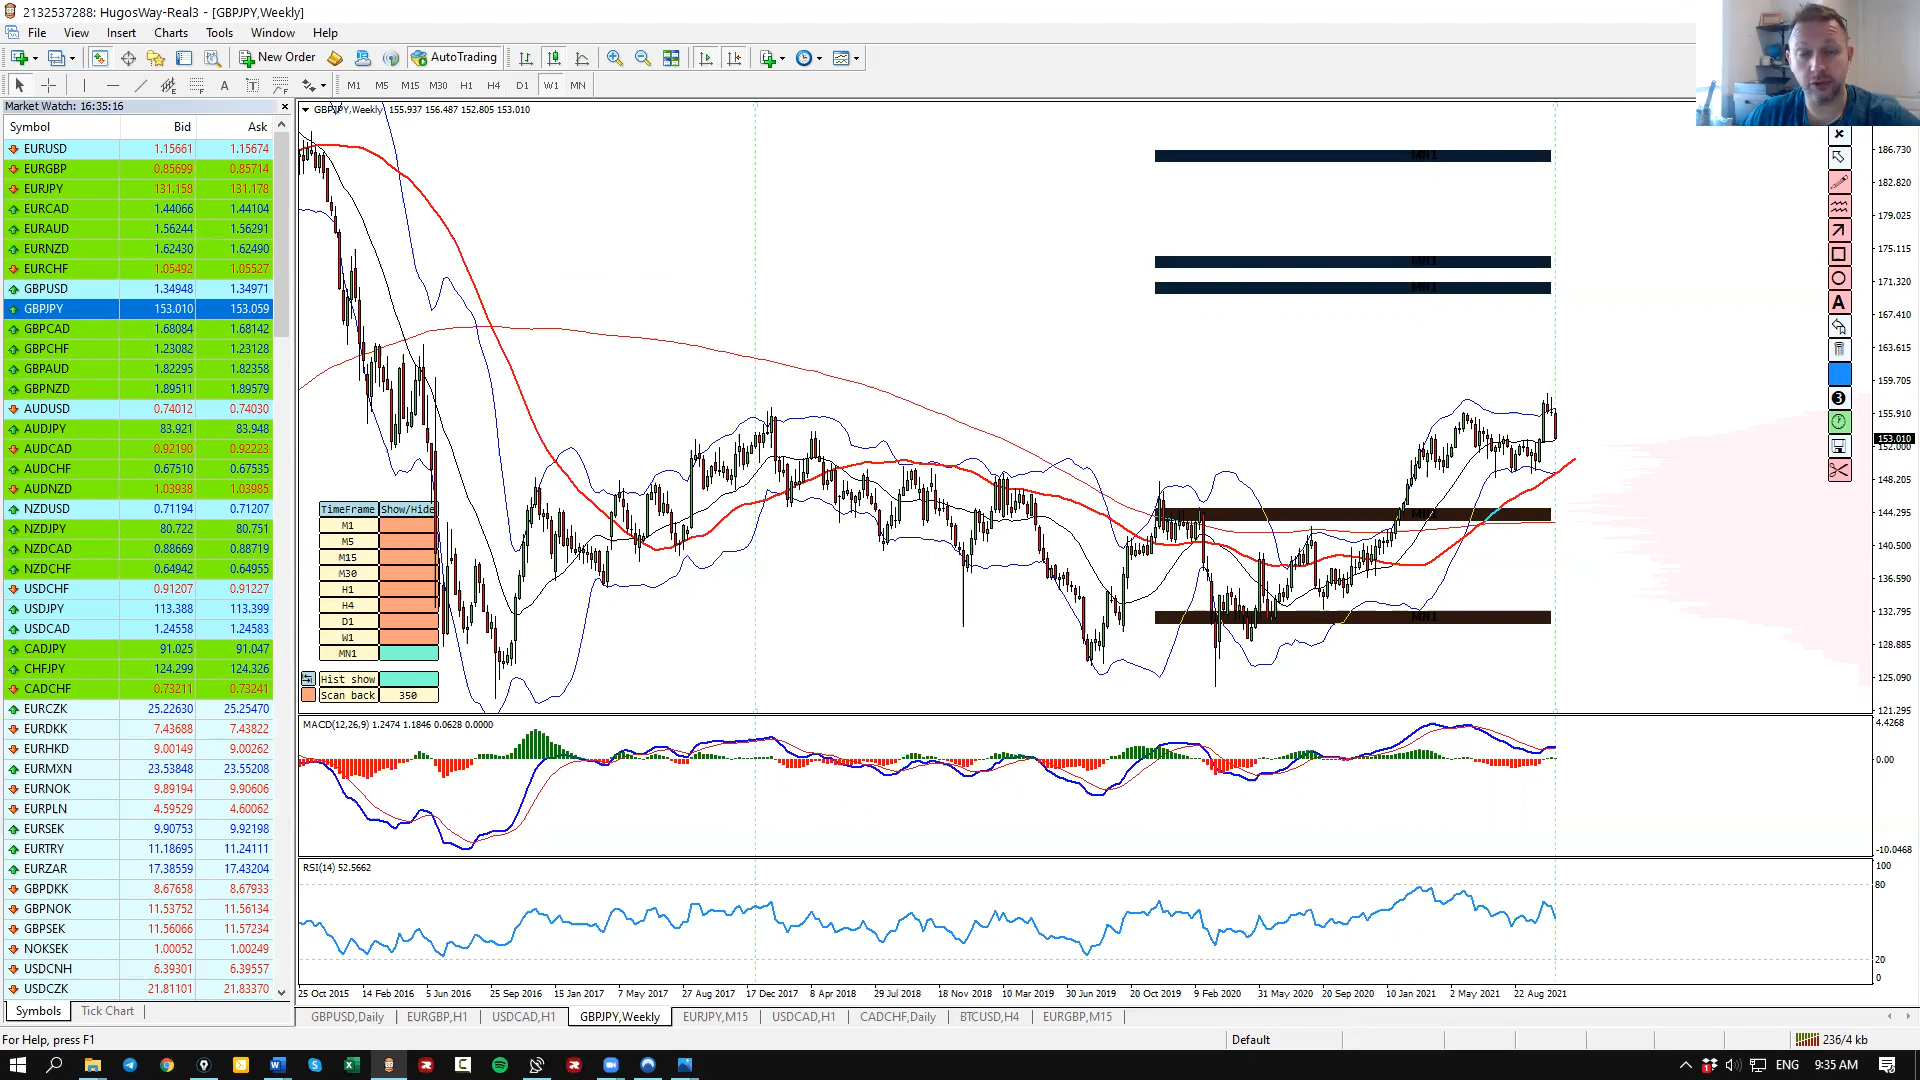 2132537288: HugosWay-Real3 - [GBPJPY,Weekly]
File View Insert Charts Tools Window Help
New Order AutoTrading
A T M1 M5 M15 M30 H1 H4 D1 W1 MN
Market Watch: 16:35:16
Symbol Bid Ask
EURUSD 1.15661 1.15674
EURGBP 0.85699 0.85714
EURJPY 131.158 131.178
EURCAD 1.44066 1.44104
EURAUD 1.56244 1.56291
EURNZD 1.62430 1.62490
EURCHF 1.05492 1.05527
GBPUSD 1.34948 1.34971
GBPJPY 153.010 153.059
GBPCAD 1.68084 1.68142
GBPCHF 1.23082 1.23128
GBPAUD 1.82295 1.82358
GBPNZD 1.89511 1.89579
AUDUSD 0.74012 0.74030
AUDJPY 83.921 83.948
AUDCAD 0.92190 0.92223
AUDCHF 0.67510 0.67535
AUDNZD 1.03938 1.03985
NZDUSD 0.71194 0.71207
NZDJPY 80.722 80.751
NZDCAD 0.88669 0.88719
NZDCHF 0.64942 0.64955
USDCHF 0.91207 0.91227
USDJPY 113.388 113.399
USDCAD 1.24558 1.24583
CADJPY 91.025 91.047
CHFJPY 124.299 124.326
CADCHF 0.73211 0.73241
EURCZK 25.22630 25.25470
EURDKK 7.43688 7.43822
EURHKD 9.00149 9.00262
EURMXN 23.53848 23.55208
EURNOK 9.89194 9.90606
EURPLN 4.59529 4.60062
EURSEK 9.90753 9.92198
EURTRY 11.18695 11.24111
EURZAR 17.38559 17.43204
GBPDKK 8.67658 8.67933
GBPNOK 11.53752 11.56134
GBPSEK 11.56066 11.57234
NOKSEK 1.00052 1.00249
USDCNH 6.39301 6.39557
USDCZK 21.81101 21.83370
Symbols Tick Chart
GBPJPY,Weekly 155.937 156.487 152.805 153.010
MN1
MN1
MN1
MN1
MN1
TimeFrame Show/Hide
M1
M5
M15
M30
H1
H4
D1
W1
MN1
Hist show
Scan back 350
186.730
182.820
179.025
175.115
171.320
167.410
163.615
159.705
155.910
153.010
152.000
148.205
144.295
140.500
136.590
132.795
128.885
125.090
121.295
A
3
MACD(12,26,9) 1.2474 1.1846 0.0628 0.0000
4.4268
0.00
-10.0468
RSI(14) 52.5662
100
80
20
0
25 Oct 2015 14 Feb 2016 5 Jun 2016 25 Sep 2016 15 Jan 2017 7 May 2017 27 Aug 2017 17 Dec 2017 8 Apr 2018 29 Jul 2018 18 Nov 2018 10 Mar 2019 30 Jun 2019 20 Oct 2019 9 Feb 2020 31 May 2020 20 Sep 2020 10 Jan 2021 2 May 2021 22 Aug 2021
GBPUSD,Daily EURGBP,H1 USDCAD,H1 GBPJPY,Weekly EURJPY,M15 USDCAD,H1 CADCHF,Daily BTCUSD,H4 EURGBP,M15
For Help, press F1 Default 236/4 kb
ENG 9:35 AM